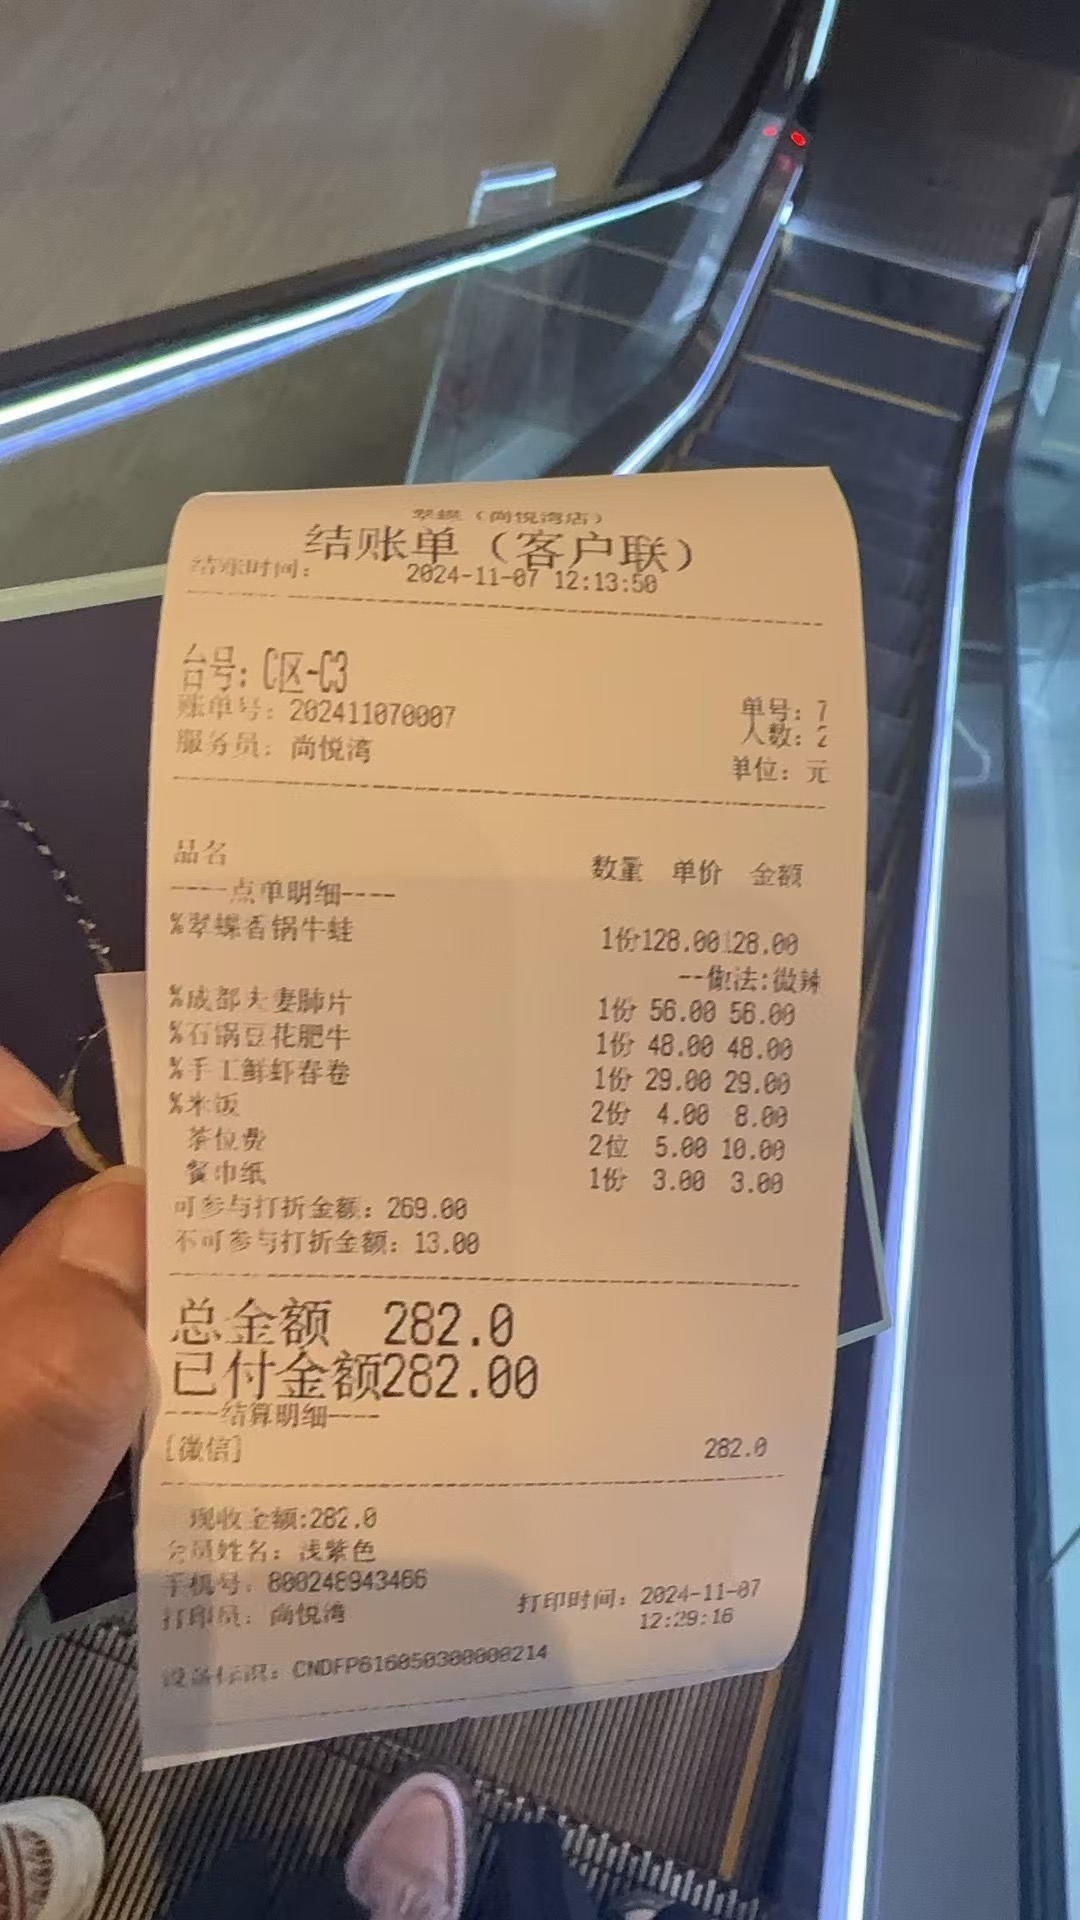 翠蝶（尚悦湾店）
结账单（客户联）
结账时间： 2024-11-07 12:13:50
台号: C区-C3
账单号: 202411070007 单号: 7
人数: 2
服务员: 尚悦湾
单位: 元
品名 数量 单价 金额
----点单明细----
%翠蝶香锅牛蛙 1份128.00128.00
--做法:微辣
%成都夫妻肺片 1份 56.00 56.00
%石锅豆花肥牛 1份 48.00 48.00
%手工鲜虾春卷 1份 29.00 29.00
%米饭 2份 4.00 8.00
茶位费 2位 5.00 10.00
餐巾纸 1份 3.00 3.00
可参与打折金额: 269.00
不可参与打折金额: 13.00
总金额 282.0
已付金额282.00
----结算明细----
[微信] 282.0
现收金额:282.0
会员姓名: 浅紫色
手机号: 800248943466
打印员: 尚悦湾 打印时间: 2024-11-07
12:29:16
设备标识: CNDFP616050300000214